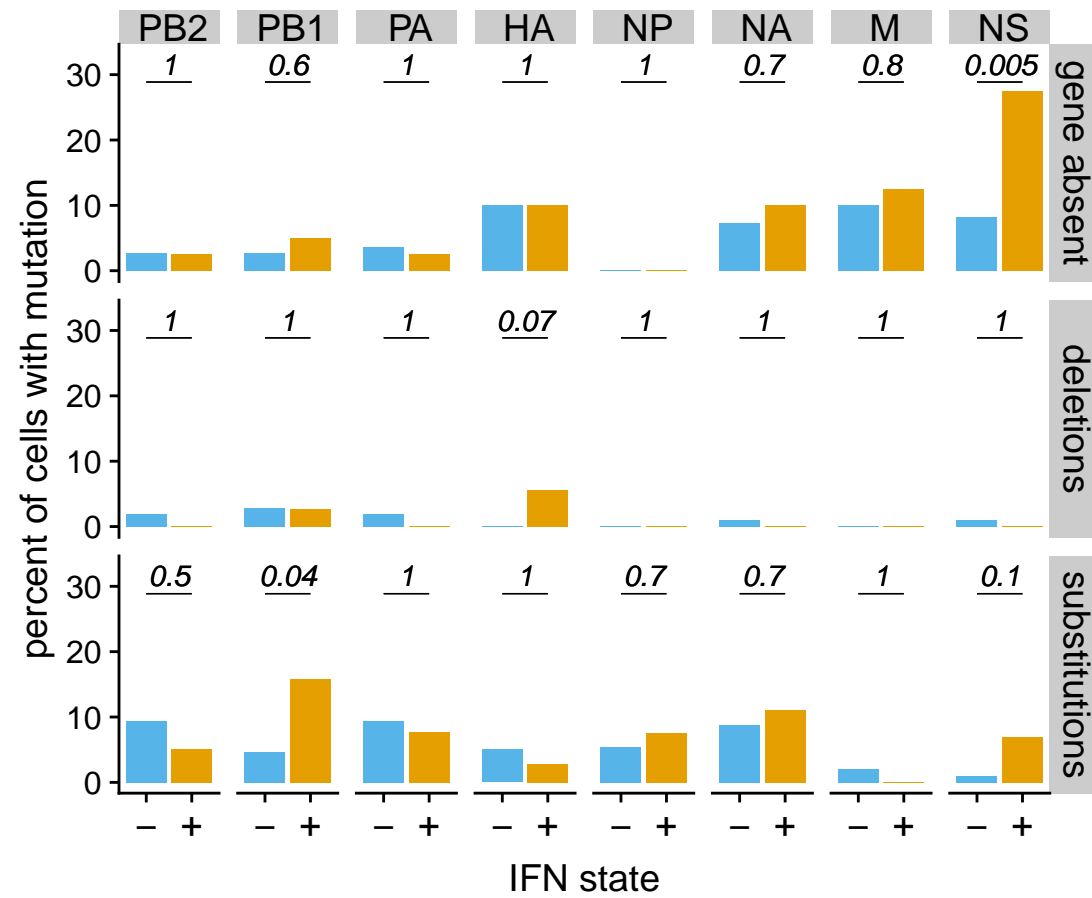 PB2 PB1 PA HA NP NA M NS
percent of cells with mutation
30 1 0.6 1 1 1 0.7 0.8 0.005
20
10
0
gene absent
30 1 1 1 0.07 1 1 1 1
20
10
0
deletions
30 0.5 0.04 1 1 0.7 0.7 1 0.1
20
10
0
substitutions
– + – + – + – + – + – + – + – +
IFN state